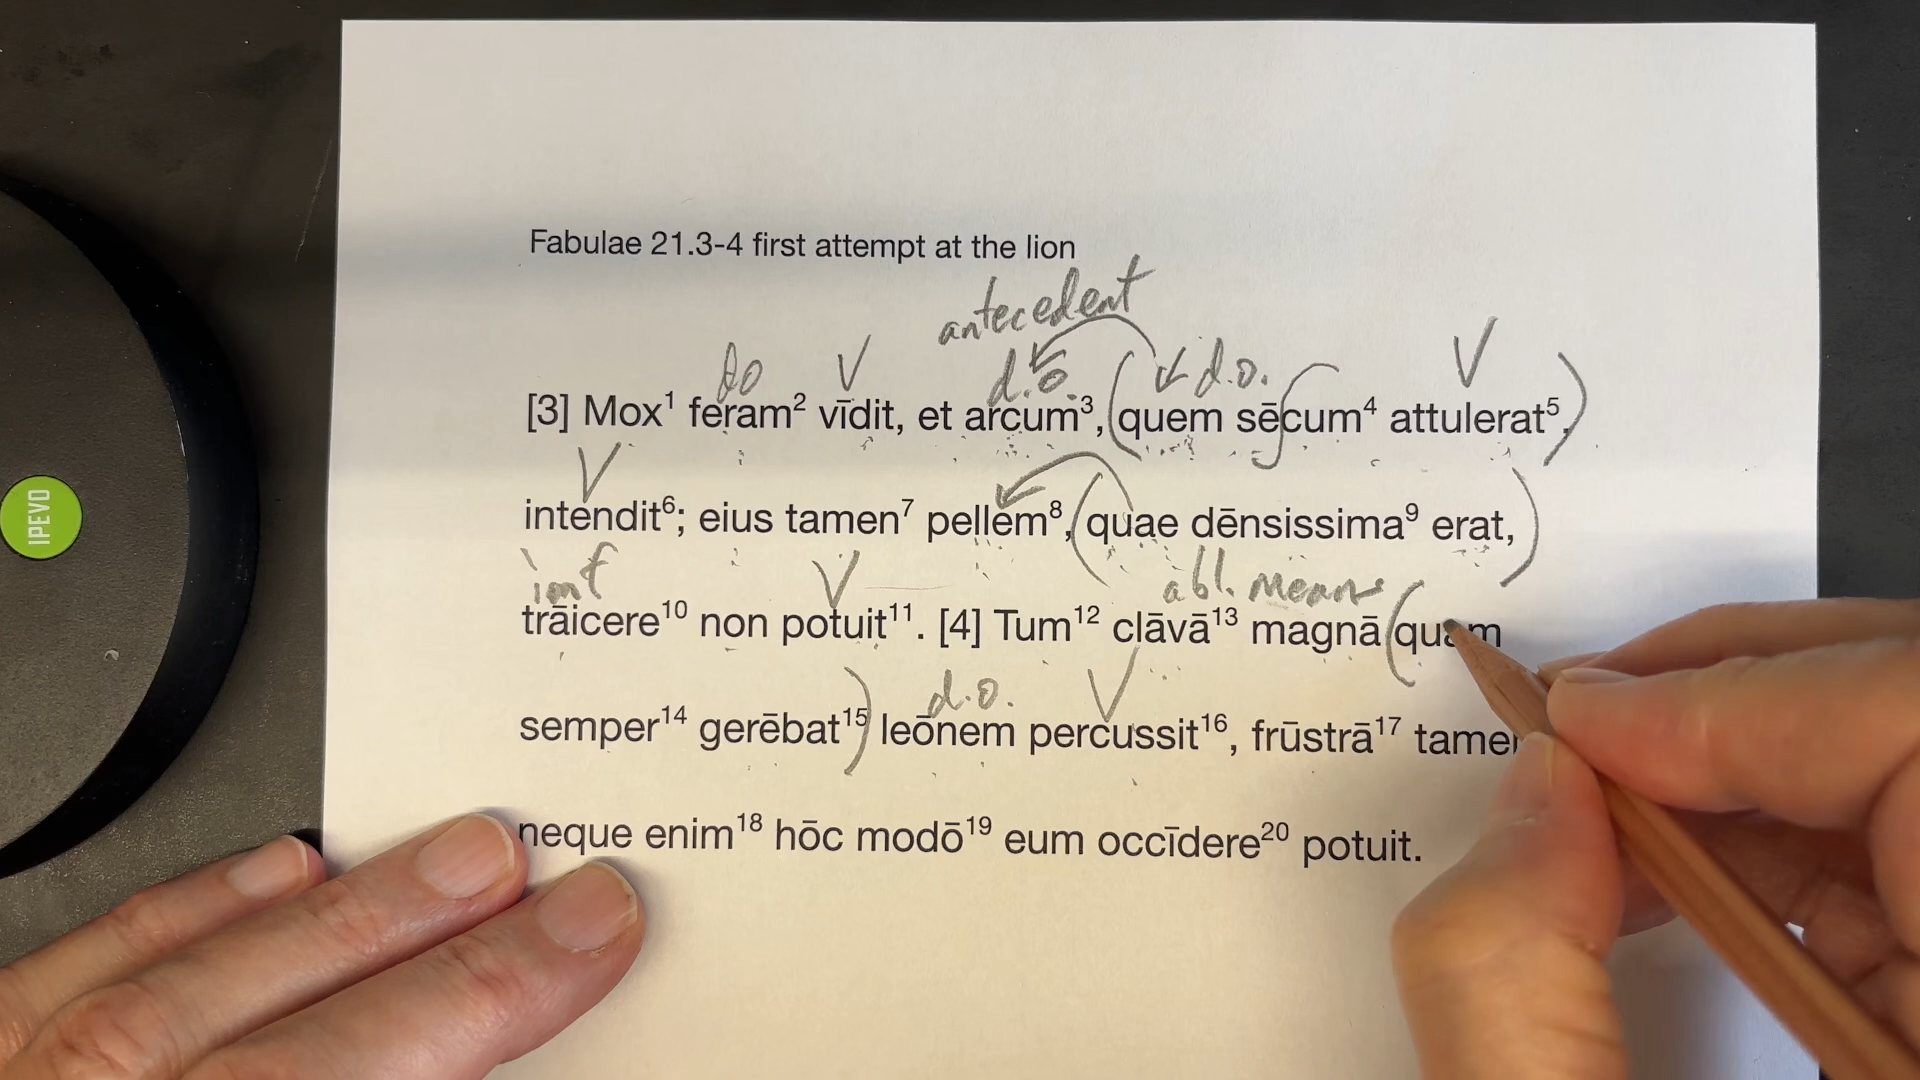 Fabulae 21.3-4 first attempt at the lion
antecedent
do V d.o. d.o. V
[3] Mox¹ feram² vīdit, et arcum³, (quem sēcum⁴ attulerat⁵,)
V
intendit⁶; eius tamen⁷ pellem⁸, (quae dēnsissima⁹ erat,)
inf V abl. means
trāicere¹⁰ non potuit¹¹. [4] Tum¹² clāvā¹³ magnā (quam
d.o. V
semper¹⁴ gerēbat¹⁵) leōnem percussit¹⁶, frūstrā¹⁷
neque enim¹⁸ hōc modō¹⁹ eum occīdere²⁰ potuit.
IPEVO